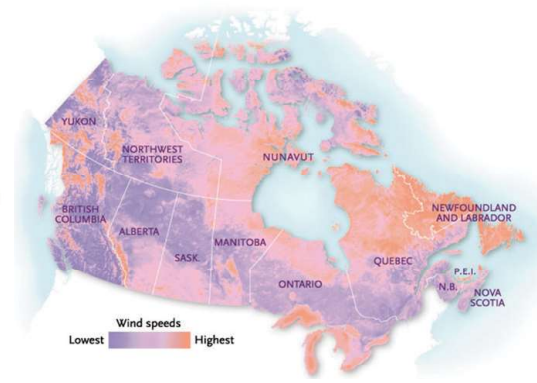 YUKON
NORTHWEST
TERRITORIES
NUNAVUT
BRITISH
COLUMBIA
ALBERTA
SASK.
MANITOBA
ONTARIO
QUEBEC
NEWFOUNDLAND
AND LABRADOR
P.E.I.
N.B.
NOVA
SCOTIA
Wind speeds
Lowest
Highest